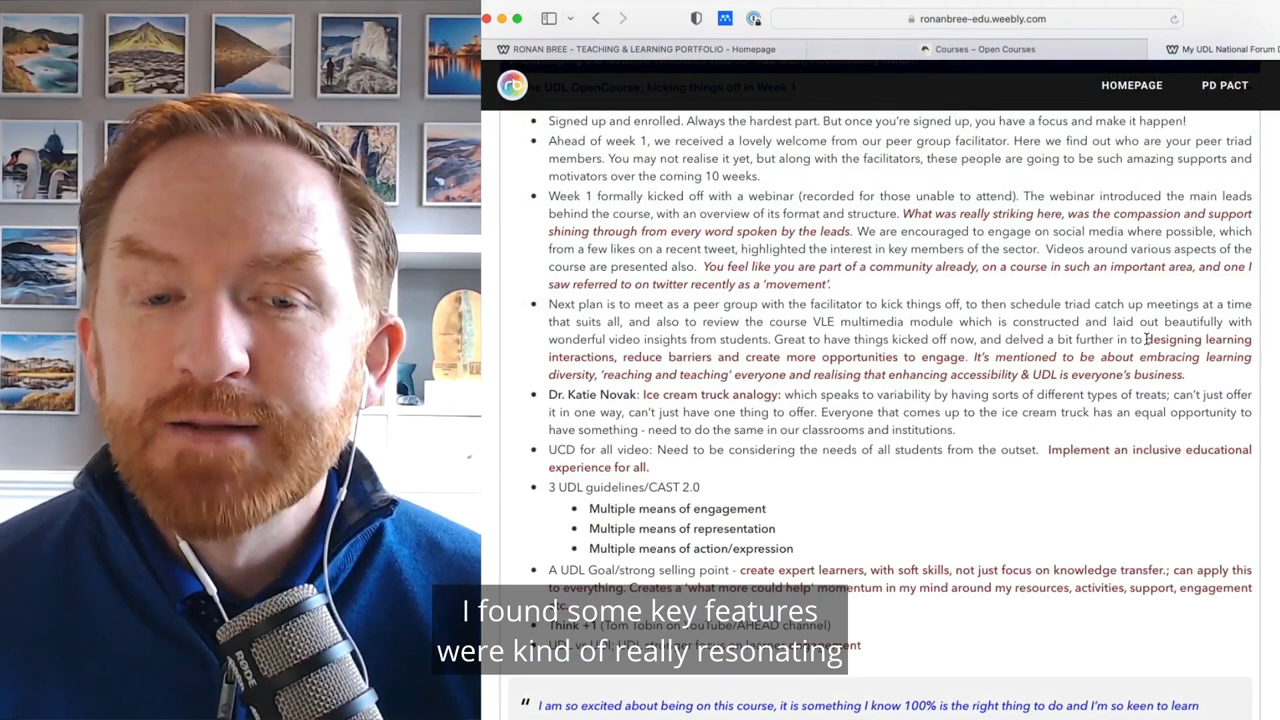 ronanbree-edu.weebly.com
RONAN BREE - TEACHING & LEARNING PORTFOLIO - Homepage
Courses – Open Courses
My UDL National Forum D
HOMEPAGE
PD PACT
UDL OpenCourse; kicking things off in Week 1
Signed up and enrolled. Always the hardest part. But once you're signed up, you have a focus and make it happen!
Ahead of week 1, we received a lovely welcome from our peer group facilitator. Here we find out who are your peer triad
members. You may not realise it yet, but along with the facilitators, these people are going to be such amazing supports and
motivators over the coming 10 weeks.
Week 1 formally kicked off with a webinar (recorded for those unable to attend). The webinar introduced the main leads
behind the course, with an overview of its format and structure. What was really striking here, was the compassion and support
shining through from every word spoken by the leads. We are encouraged to engage on social media where possible, which
from a few likes on a recent tweet, highlighted the interest in key members of the sector. Videos around various aspects of the
course are presented also. You feel like you are part of a community already, on a course in such an important area, and one I
saw referred to on twitter recently as a 'movement'.
Next plan is to meet as a peer group with the facilitator to kick things off, to then schedule triad catch up meetings at a time
that suits all, and also to review the course VLE multimedia module which is constructed and laid out beautifully with
wonderful video insights from students. Great to have things kicked off now, and delved a bit further in to designing learning
interactions, reduce barriers and create more opportunities to engage. It's mentioned to be about embracing learning
diversity, 'reaching and teaching' everyone and realising that enhancing accessibility & UDL is everyone's business.
Dr. Katie Novak: Ice cream truck analogy: which speaks to variability by having sorts of different types of treats; can't just offer
it in one way, can't just have one thing to offer. Everyone that comes up to the ice cream truck has an equal opportunity to
have something - need to do the same in our classrooms and institutions.
UCD for all video: Need to be considering the needs of all students from the outset. Implement an inclusive educational
experience for all.
3 UDL guidelines/CAST 2.0
Multiple means of engagement
Multiple means of representation
Multiple means of action/expression
A UDL Goal/strong selling point - create expert learners, with soft skills, not just focus on knowledge transfer.; can apply this
to everything. Creates a 'what more could help' momentum in my mind around my resources, activities, support, engagement
Think +1 (Tom Tobin on YouTube/AHEAD channel)
I found some key features
were kind of really resonating
" I am so excited about being on this course, it is something I know 100% is the right thing to do and I'm so keen to learn
RØDE